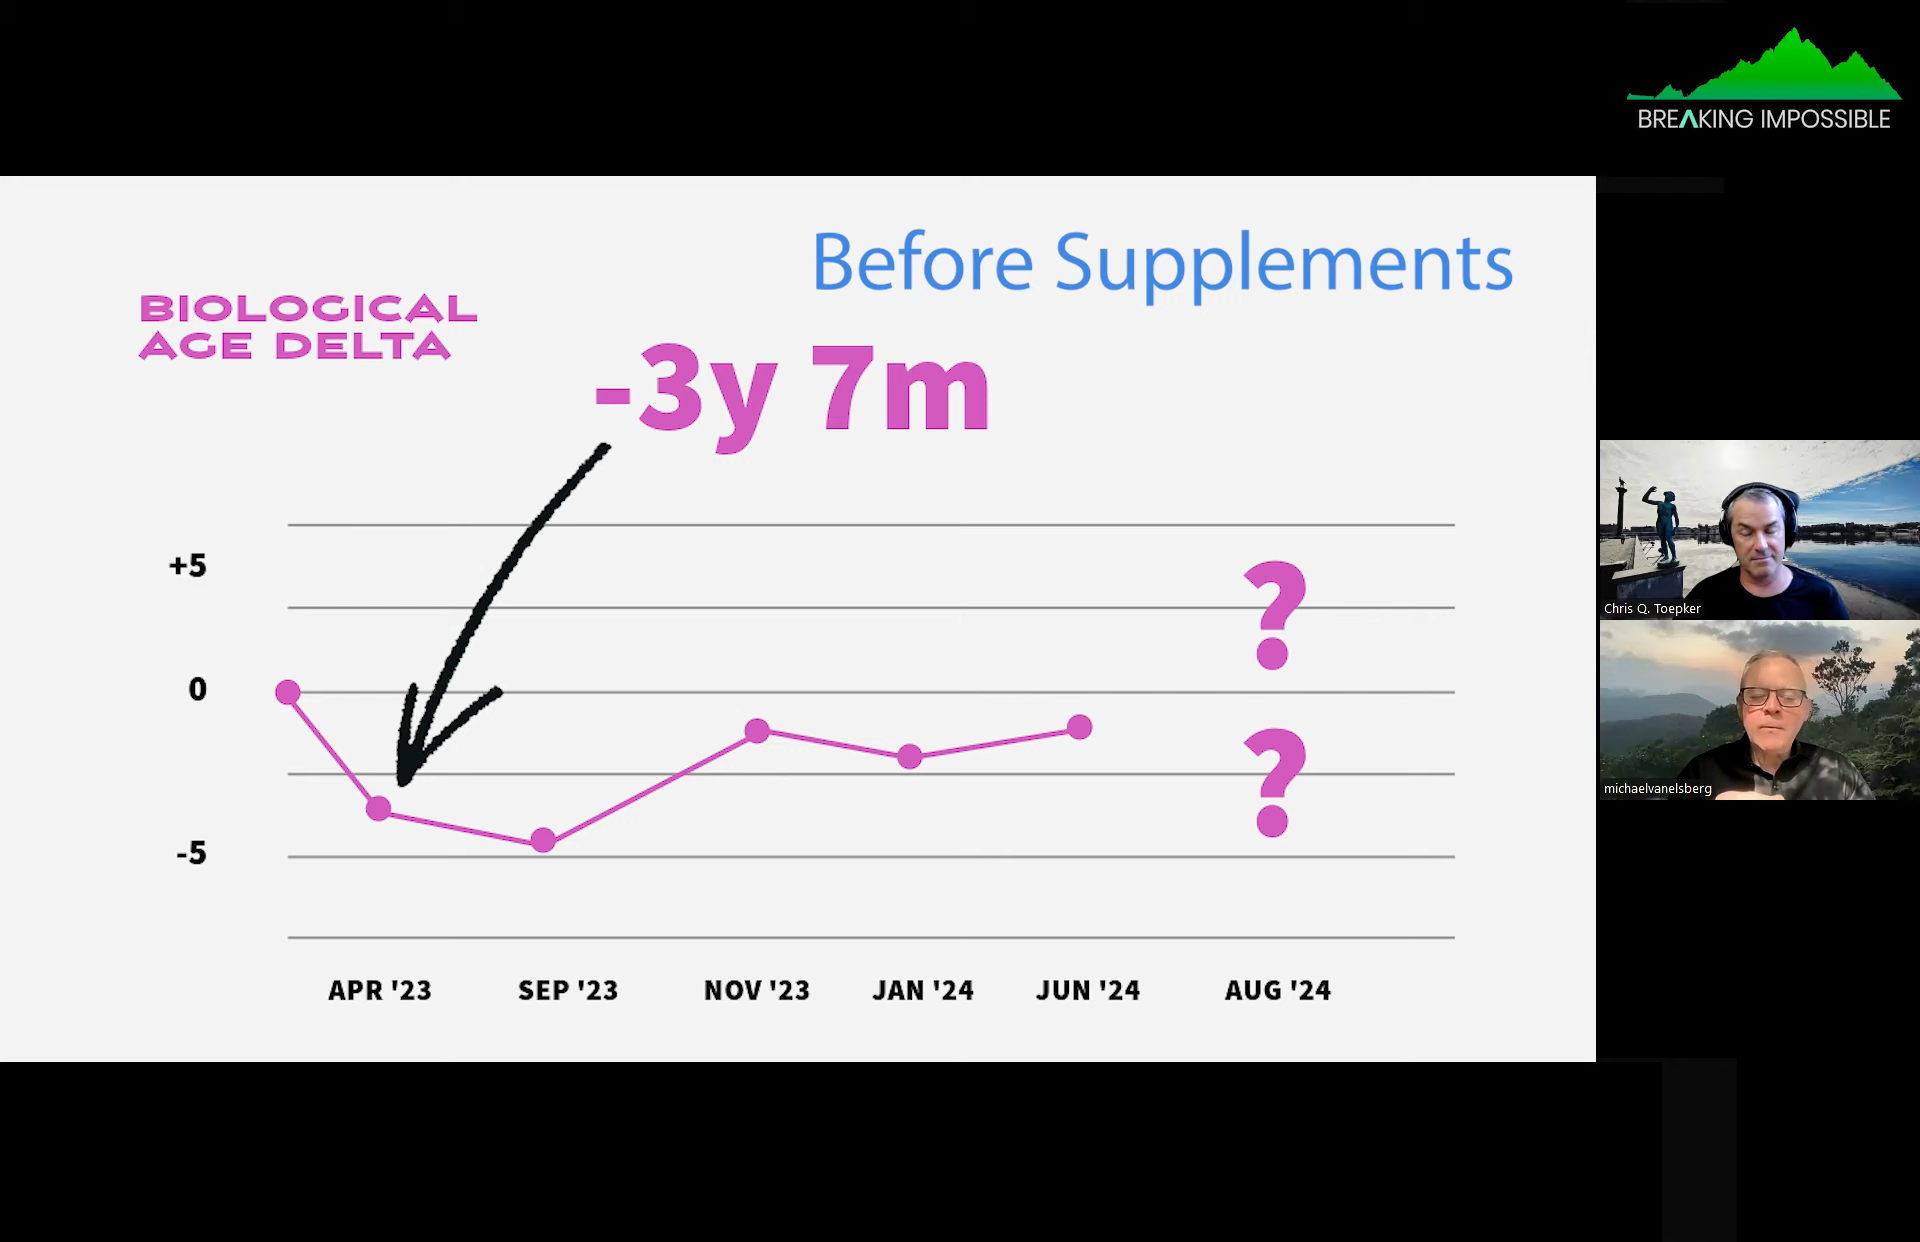 BREAKING IMPOSSIBLE
Before Supplements
BIOLOGICAL
AGE DELTA
-3y 7m
+5
?
0
?
-5
APR '23 SEP '23 NOV '23 JAN '24 JUN '24 AUG '24
Chris Q. Toepker
michaelvanelsberg